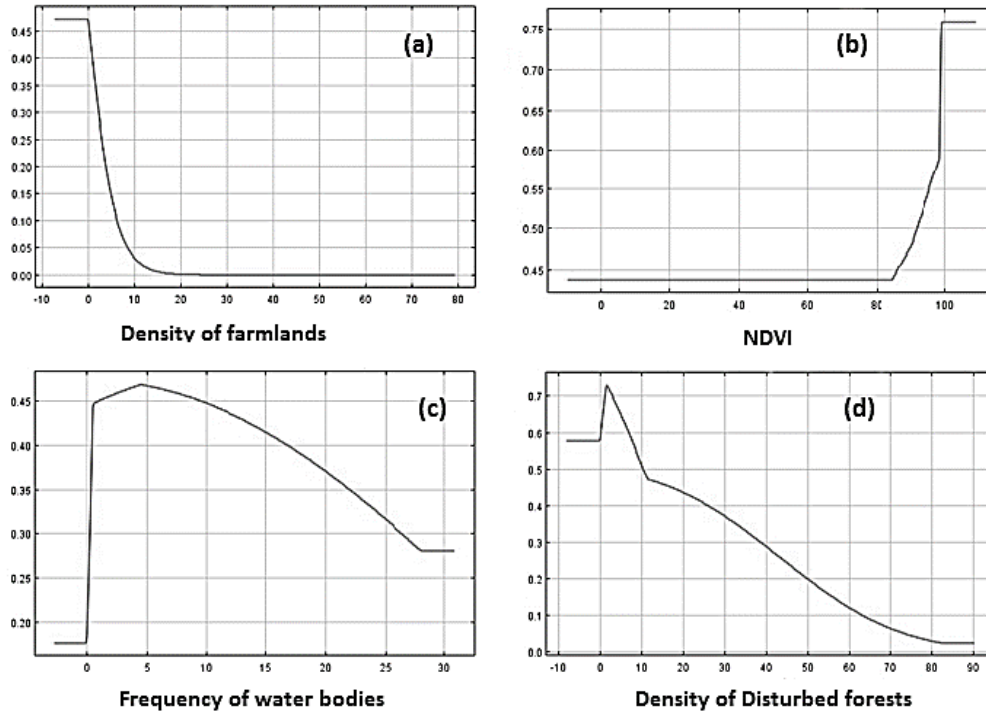 (a)
0.45
0.40
0.35
0.30
0.25
0.20
0.15
0.10
0.05
0.00
-10 0 10 20 30 40 50 60 70 80
Density of farmlands
(b)
0.75
0.70
0.65
0.60
0.55
0.50
0.45
0 20 40 60 80 100
NDVI
(c)
0.45
0.40
0.35
0.30
0.25
0.20
0 5 10 15 20 25 30
Frequency of water bodies
(d)
0.7
0.6
0.5
0.4
0.3
0.2
0.1
0.0
-10 0 10 20 30 40 50 60 70 80 90
Density of Disturbed forests